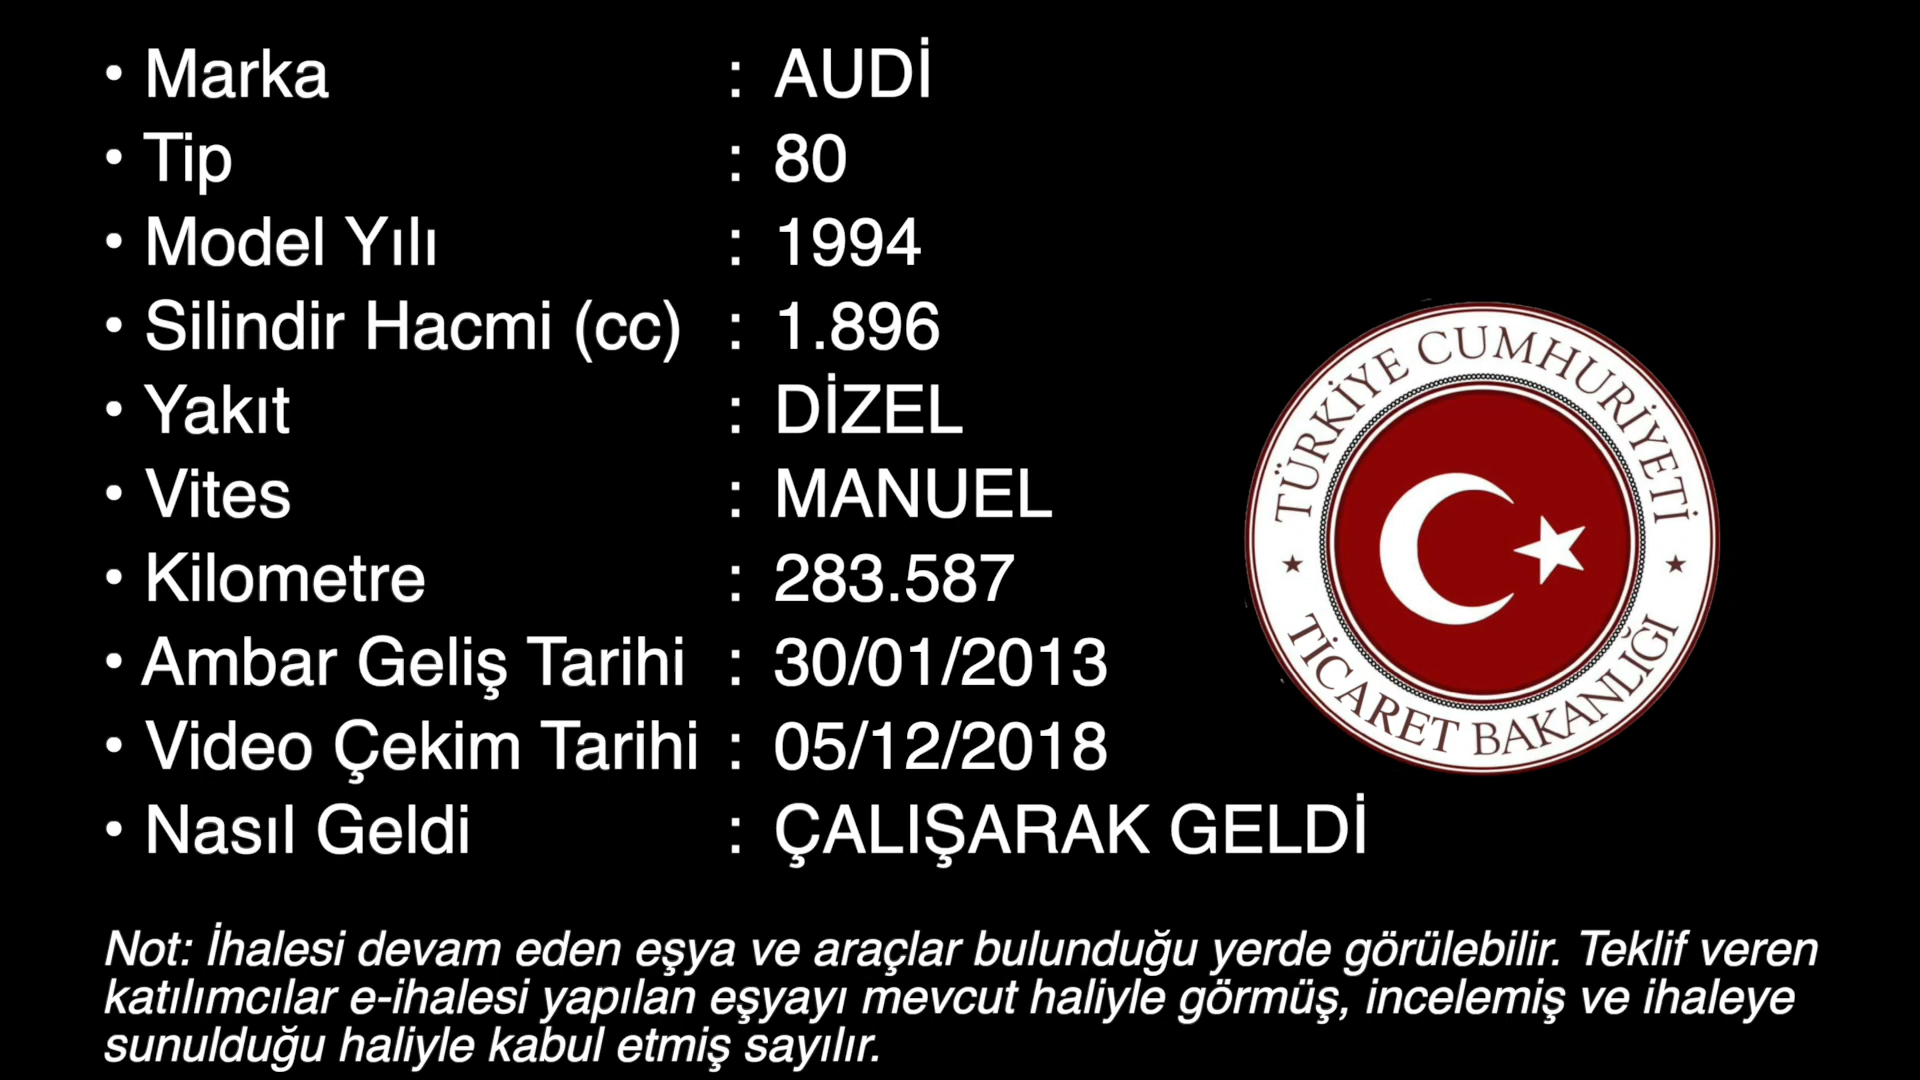 • Marka : AUDİ
• Tip : 80
• Model Yılı : 1994
• Silindir Hacmi (cc) : 1.896
• Yakıt : DİZEL
• Vites : MANUEL
• Kilometre : 283.587
• Ambar Geliş Tarihi : 30/01/2013
• Video Çekim Tarihi : 05/12/2018
• Nasıl Geldi : ÇALIŞARAK GELDİ
TÜRKİYE CUMHURİYETİ
TİCARET BAKANLIĞI
Not: İhalesi devam eden eşya ve araçlar bulunduğu yerde görülebilir. Teklif veren
katılımcılar e-ihalesi yapılan eşyayı mevcut haliyle görmüş, incelemiş ve ihaleye
sunulduğu haliyle kabul etmiş sayılır.